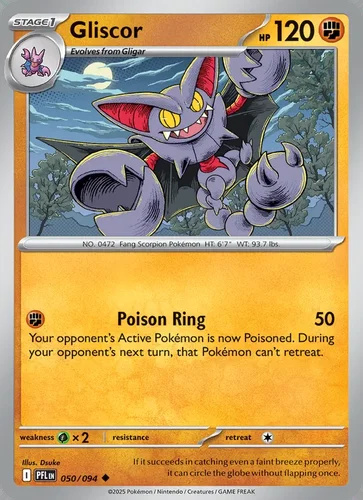 STAGE 1
Gliscor
HP 120
Evolves from Gligar
NO. 0472 Fang Scorpion Pokémon HT: 6'7" WT: 93.7 lbs.
Poison Ring 50
Your opponent's Active Pokémon is now Poisoned. During
your opponent's next turn, that Pokémon can't retreat.
weakness ×2 resistance retreat
Illus. Dsuke
I PFL EN 050/094
If it succeeds in catching even a faint breeze properly,
it can circle the globe without flapping once.
©2025 Pokémon / Nintendo / Creatures / GAME FREAK